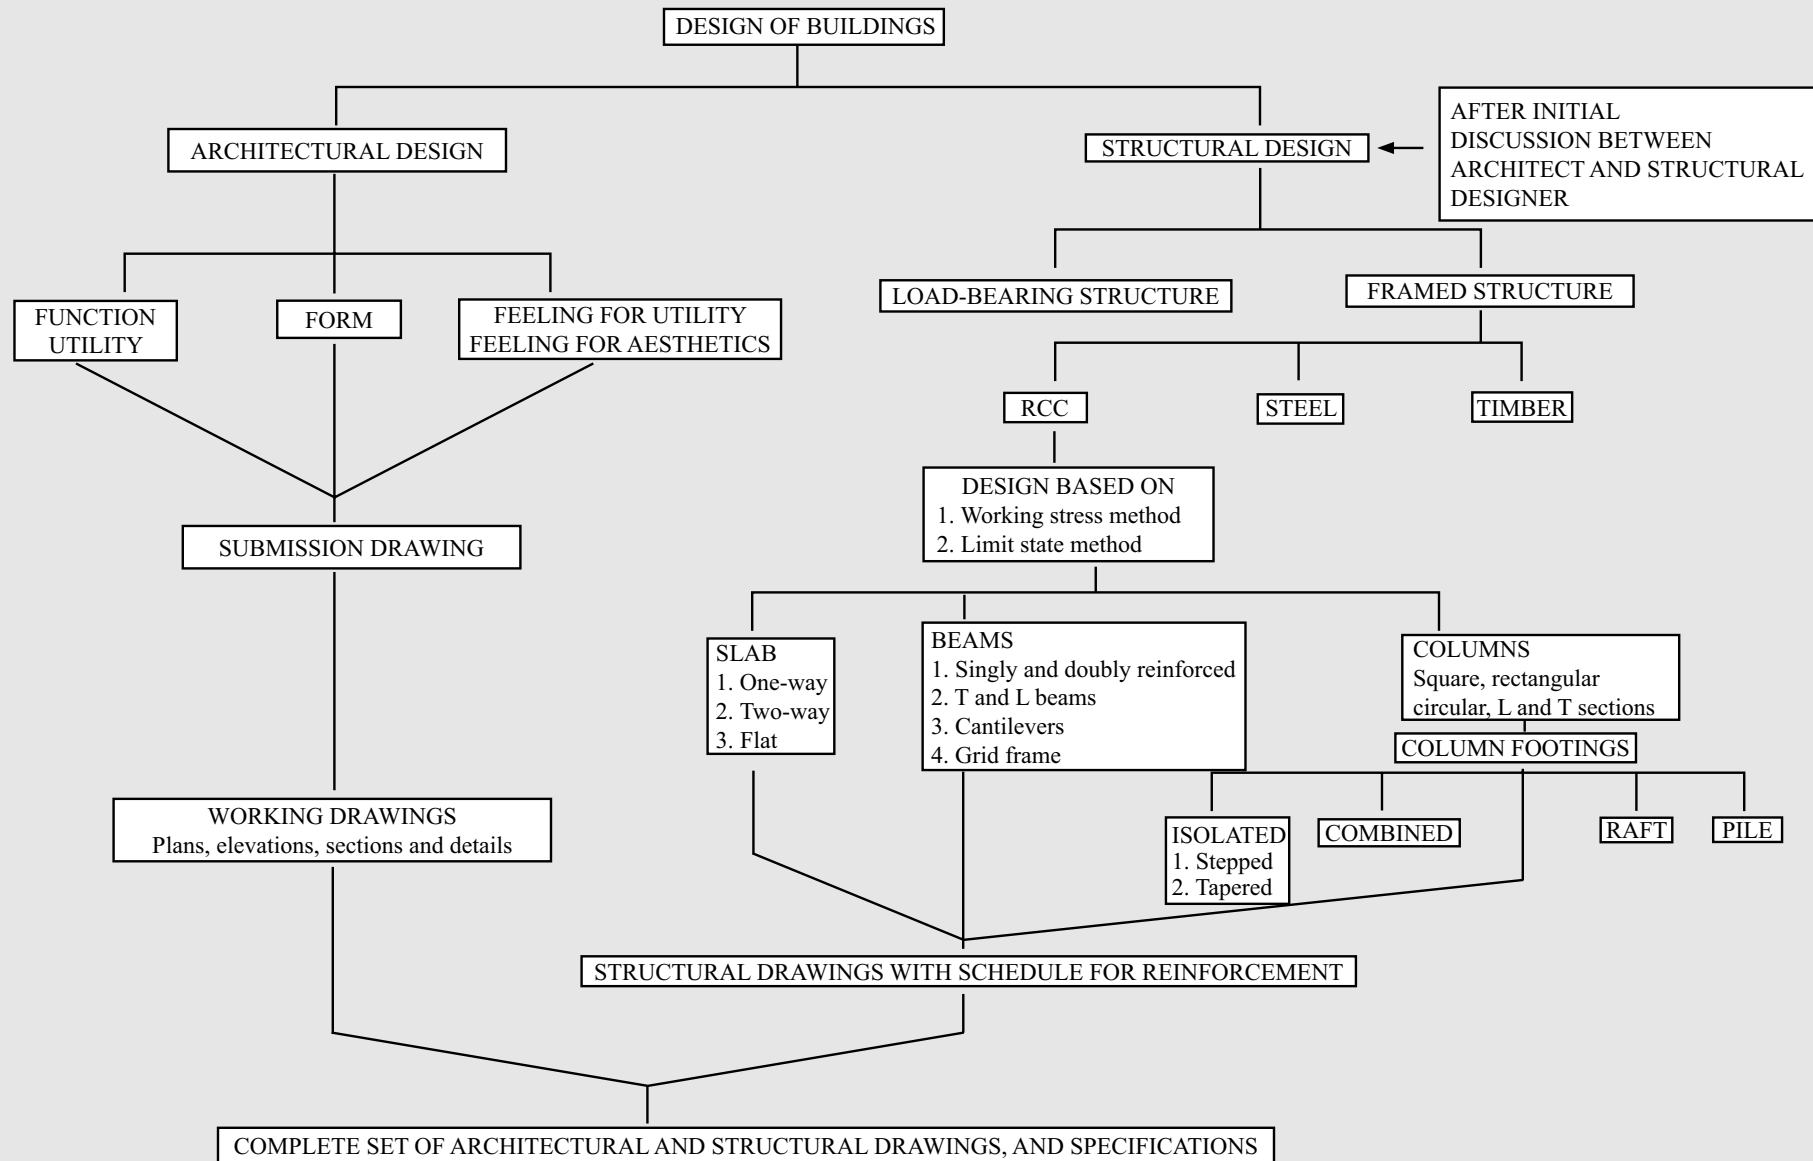 DESIGN OF BUILDINGS
ARCHITECTURAL DESIGN
STRUCTURAL DESIGN
AFTER INITIAL
DISCUSSION BETWEEN
ARCHITECT AND STRUCTURAL
DESIGNER
FUNCTION
UTILITY
FORM
FEELING FOR UTILITY
FEELING FOR AESTHETICS
LOAD-BEARING STRUCTURE
FRAMED STRUCTURE
RCC
STEEL
TIMBER
DESIGN BASED ON
1. Working stress method
2. Limit state method
SUBMISSION DRAWING
SLAB
1. One-way
2. Two-way
3. Flat
BEAMS
1. Singly and doubly reinforced
2. T and L beams
3. Cantilevers
4. Grid frame
COLUMNS
Square, rectangular
circular, L and T sections
COLUMN FOOTINGS
WORKING DRAWINGS
Plans, elevations, sections and details
ISOLATED
1. Stepped
2. Tapered
COMBINED
RAFT
PILE
STRUCTURAL DRAWINGS WITH SCHEDULE FOR REINFORCEMENT
COMPLETE SET OF ARCHITECTURAL AND STRUCTURAL DRAWINGS, AND SPECIFICATIONS